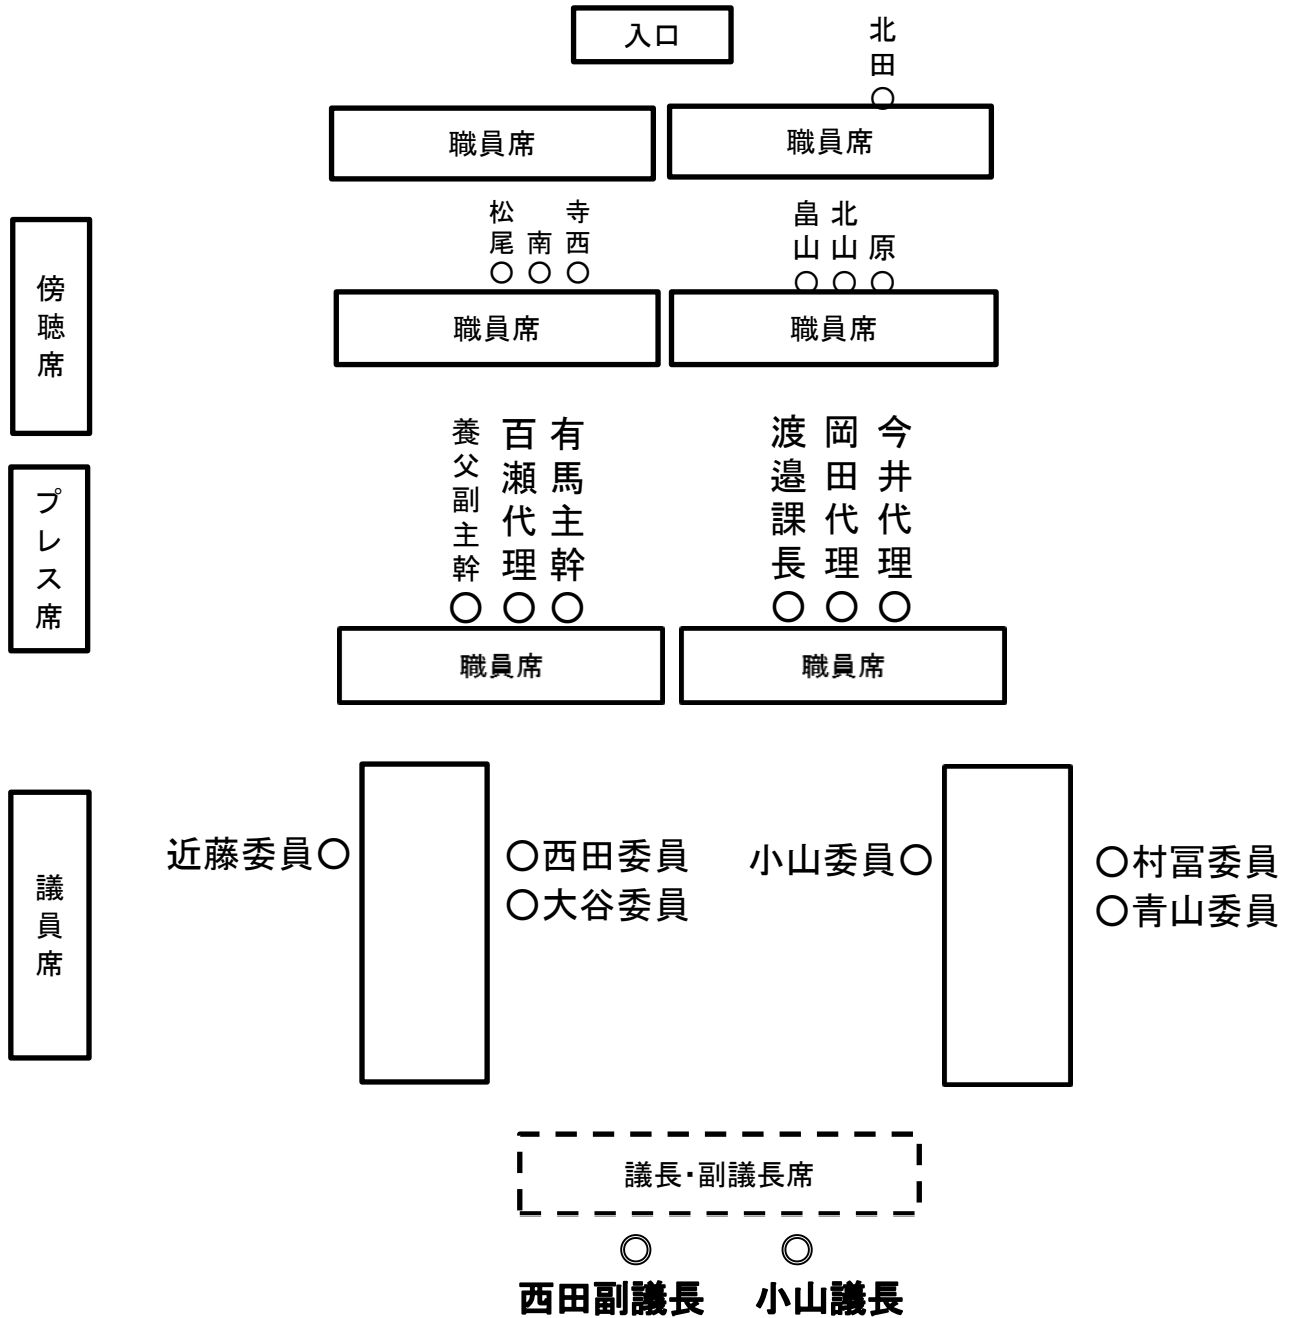 入口
北田
○
職員席
職員席
松尾
南
寺西
畠山
北山
原
○○○
○○○
傍聴席
職員席
職員席
養父副主幹
百瀬代理
有馬主幹
渡邉課長
岡田代理
今井代理
○○○
○○○
プレス席
職員席
職員席
近藤委員○
○西田委員
小山委員○
○村冨委員
○大谷委員
○青山委員
議員席
議長・副議長席
◎
◎
西田副議長
小山議長